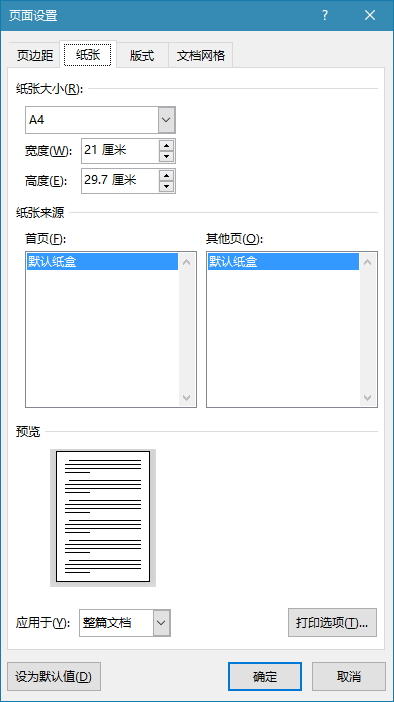 页面设置 ?
页边距 纸张 版式 文档网格
纸张大小(R):
A4
宽度(W): 21 厘米
高度(E): 29.7 厘米
纸张来源
首页(F): 其他页(O):
默认纸盒 默认纸盒
预览
应用于(Y): 整篇文档 打印选项(T)...
设为默认值(D) 确定 取消